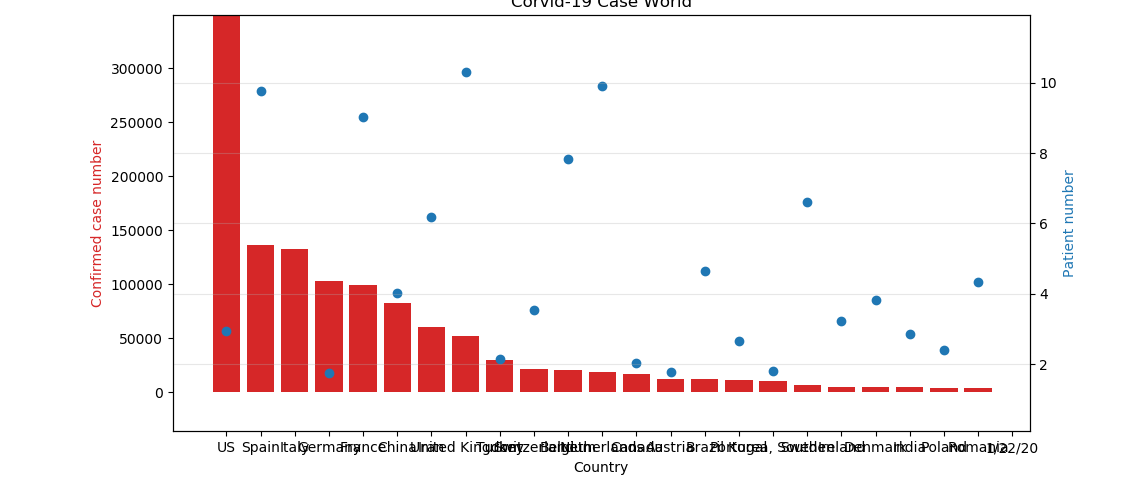 Corvid-19 Case World
300000
250000
200000
150000
100000
50000
0
Confirmed case number
10
8
6
4
2
Patient number
US Spain Italy Germany France China Iran United Kingdom Turkey Switzerland Belgium Netherlands Canada Austria Brazil Portugal Korea, South Sweden Ireland Denmark India Poland Romania 1/22/20
Country